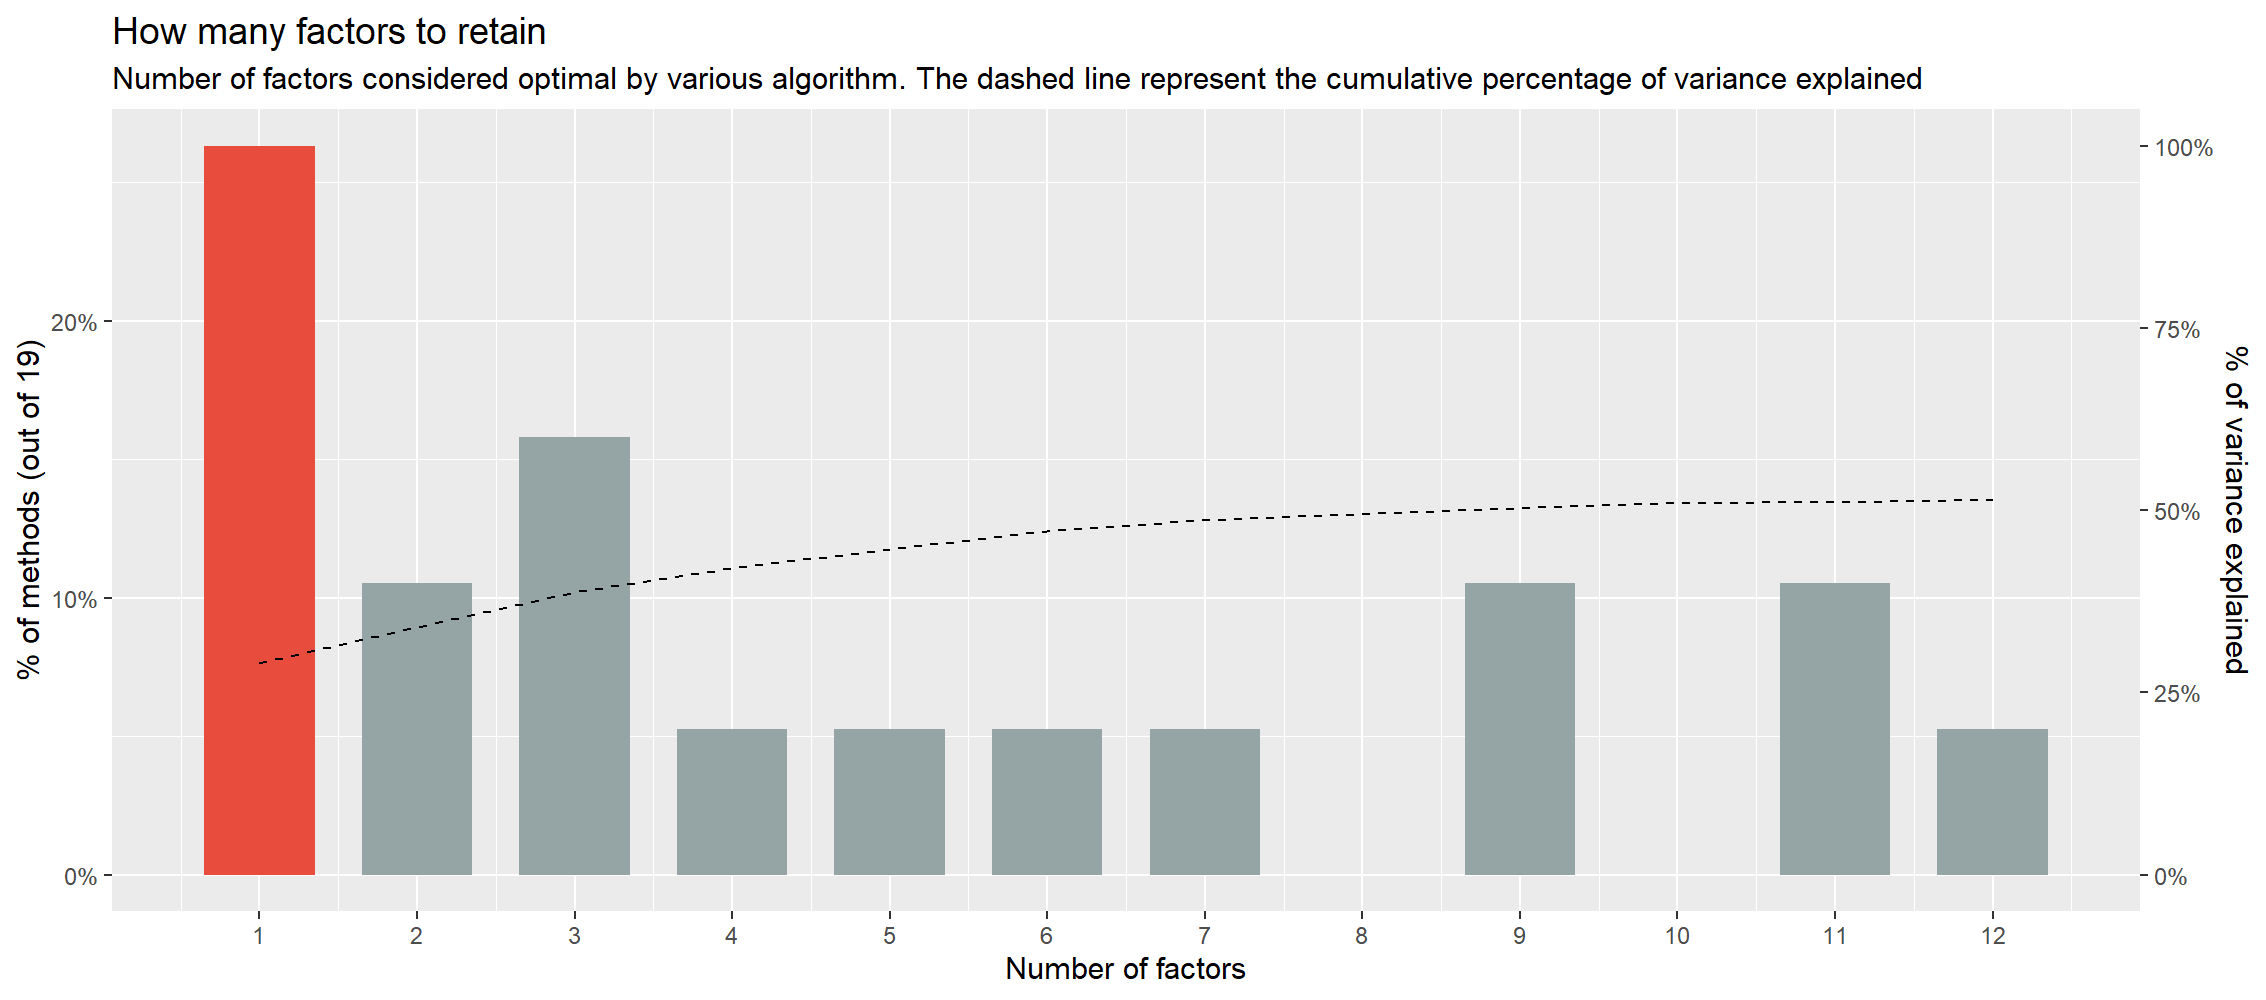 How many factors to retain
Number of factors considered optimal by various algorithm. The dashed line represent the cumulative percentage of variance explained
% of methods (out of 19)
20%
10%
0%
100%
75%
50%
25%
0%
% of variance explained
1 2 3 4 5 6 7 8 9 10 11 12
Number of factors